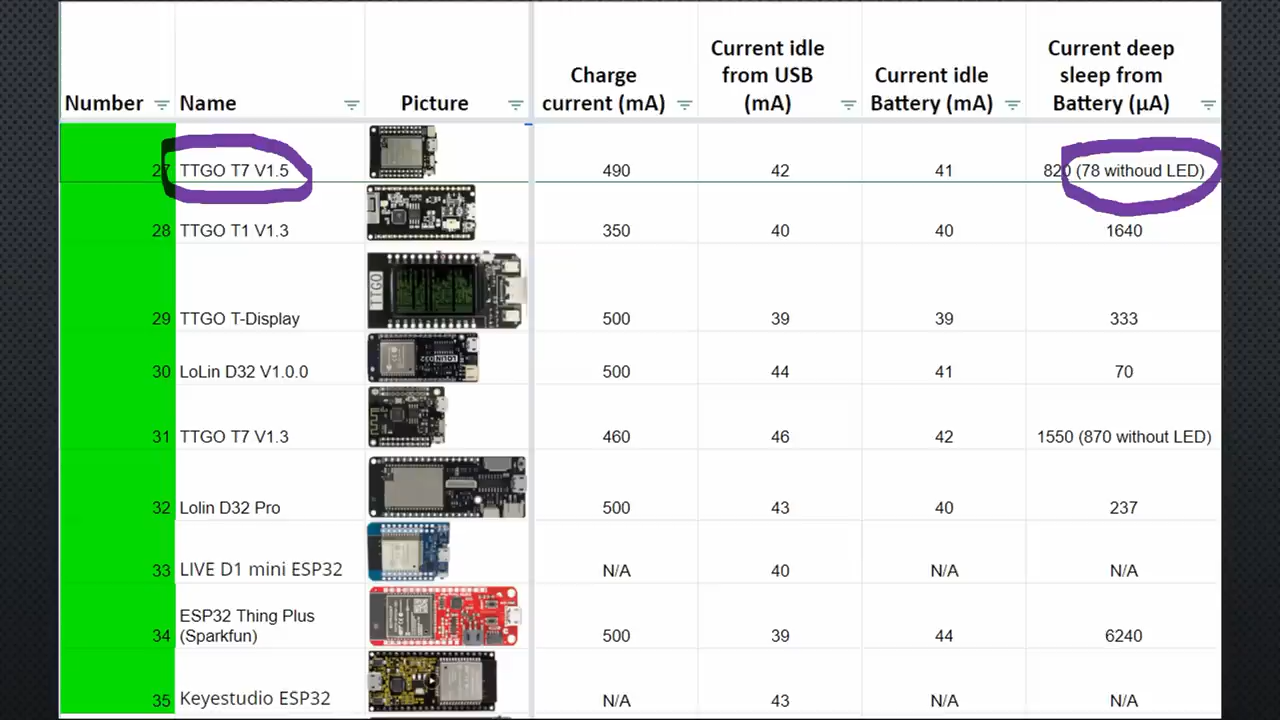 Number Name Picture Charge current (mA) Current idle from USB (mA) Current idle Battery (mA) Current deep sleep from Battery (µA)
27 TTGO T7 V1.5 490 42 41 820 (78 withoud LED)
28 TTGO T1 V1.3 350 40 40 1640
TTGO
29 TTGO T-Display 500 39 39 333
30 LoLin D32 V1.0.0 500 44 41 70
31 TTGO T7 V1.3 460 46 42 1550 (870 without LED)
32 Lolin D32 Pro 500 43 40 237
33 LIVE D1 mini ESP32 N/A 40 N/A N/A
34 ESP32 Thing Plus (Sparkfun) 500 39 44 6240
35 Keyestudio ESP32 N/A 43 N/A N/A